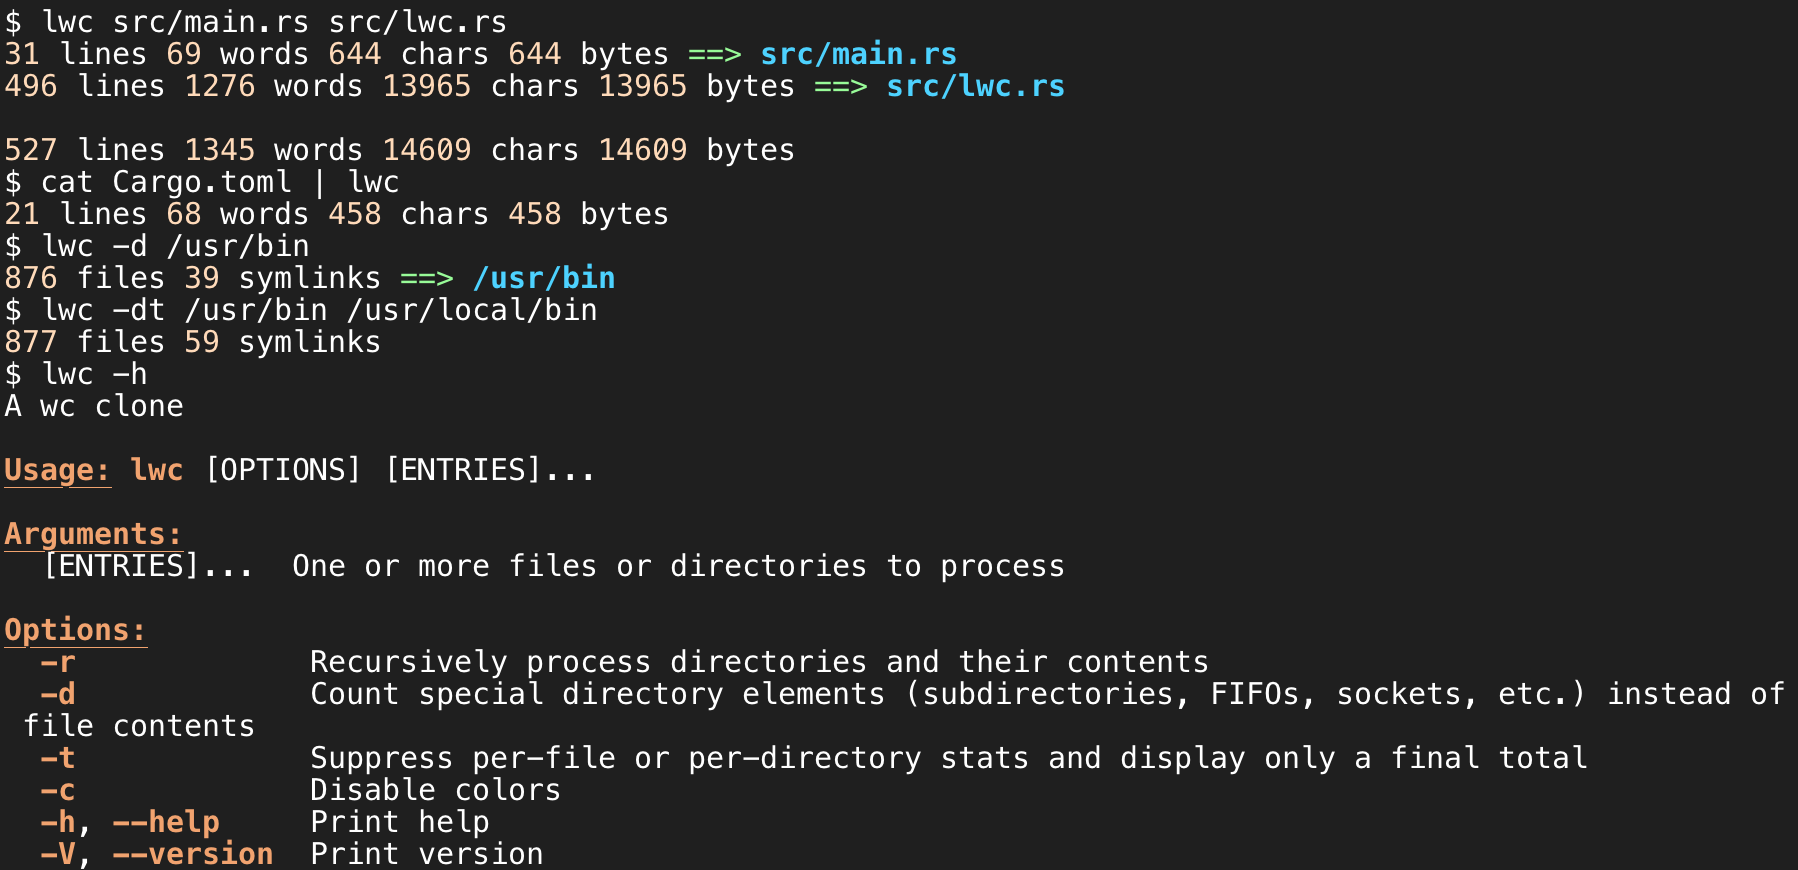 $ lwc src/main.rs src/lwc.rs
31 lines 69 words 644 chars 644 bytes ==> src/main.rs
496 lines 1276 words 13965 chars 13965 bytes ==> src/lwc.rs

527 lines 1345 words 14609 chars 14609 bytes
$ cat Cargo.toml | lwc
21 lines 68 words 458 chars 458 bytes
$ lwc -d /usr/bin
876 files 39 symlinks ==> /usr/bin
$ lwc -dt /usr/bin /usr/local/bin
877 files 59 symlinks
$ lwc -h
A wc clone

Usage: lwc [OPTIONS] [ENTRIES]...

Arguments:
  [ENTRIES]...  One or more files or directories to process

Options:
  -r             Recursively process directories and their contents
  -d             Count special directory elements (subdirectories, FIFOs, sockets, etc.) instead of
 file contents
  -t             Suppress per-file or per-directory stats and display only a final total
  -c             Disable colors
  -h, --help     Print help
  -V, --version  Print version